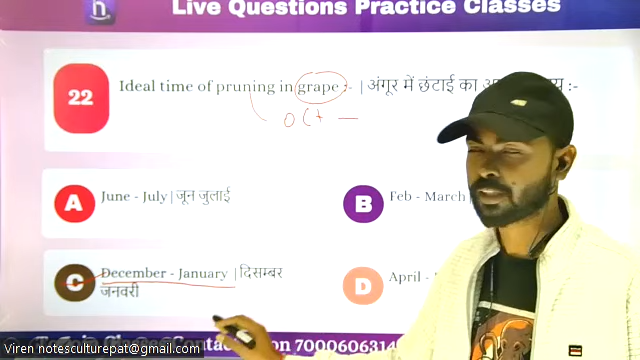 Live Questions Practice Classes
22
Ideal time of pruning in grape :- | अंगूर में छंटाई का :-
oct —
A June - July | जून जुलाई
B Feb - March |
C December - January | दिसम्बर
जनवरी
D April -
on 7000606314
Viren notesculturepat@gmail.com